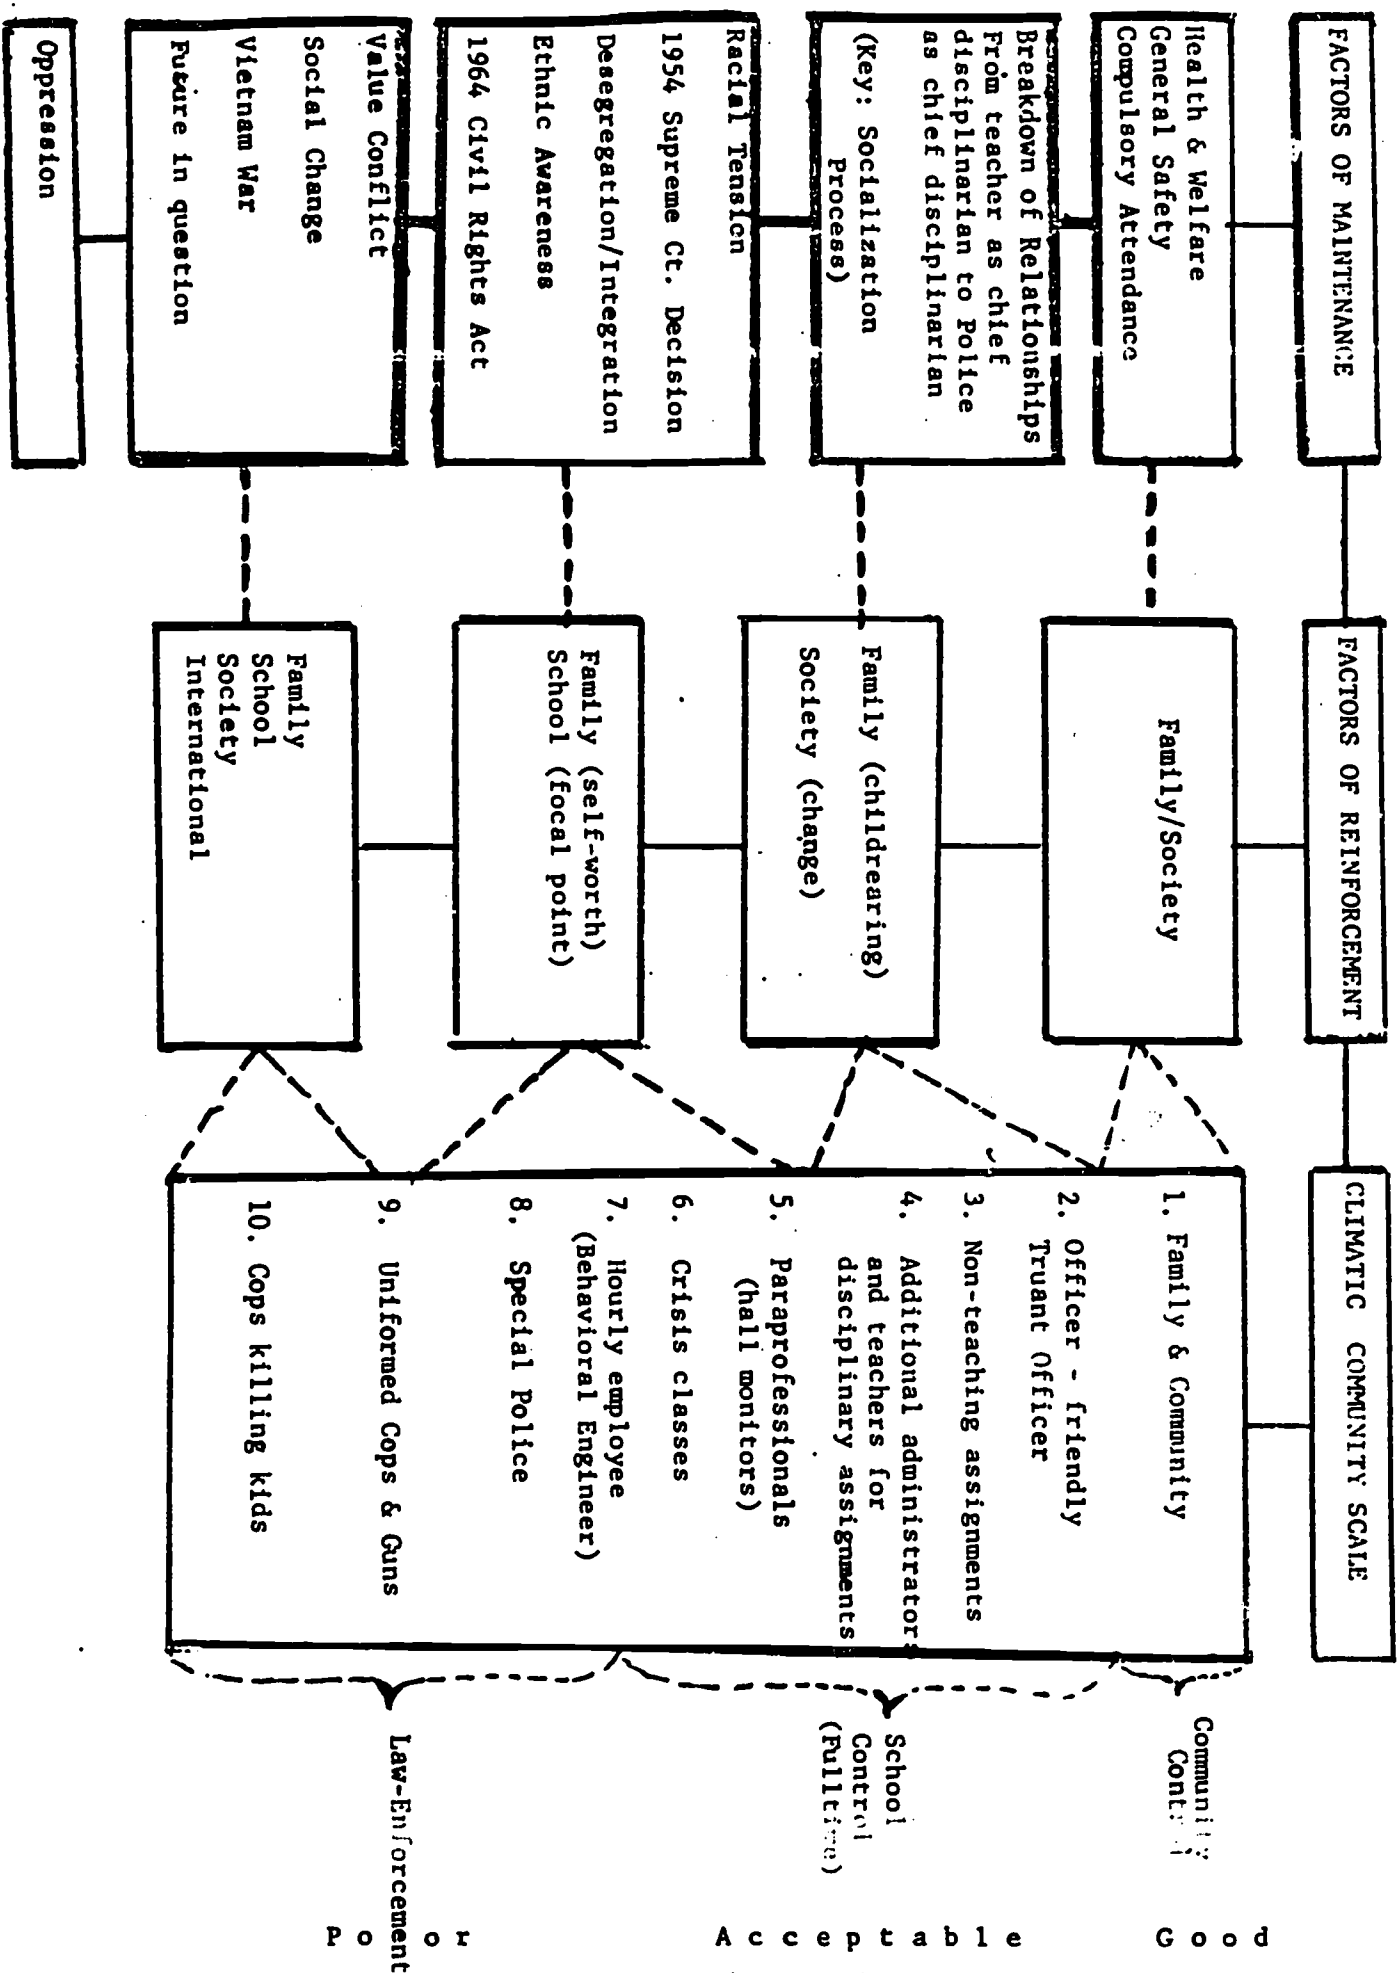 FACTORS OF MAINTENANCE
Health & Welfare
General Safety
Compulsory Attendance
Breakdown of Relationships
From teacher as chief
disciplinarian to Police
as chief disciplinarian
(Key: Socialization
Process)
Racial Tension
1954 Supreme Ct. Decision
Desegregation/Integration
Ethnic Awareness
1964 Civil Rights Act
Value Conflict
Social Change
Vietnam War
Future in question
Oppression
FACTORS OF REINFORCEMENT
Family/Society
Family (childrearing)
Society (change)
Family (self-worth)
School (focal point)
Family
School
Society
International
CLIMATIC COMMUNITY SCALE
1. Family & Community
2. Officer - friendly
Truant Officer
3. Non-teaching assignments
4. Additional administrators
and teachers for
disciplinary assignments
5. Paraprofessionals
(hall monitors)
6. Crisis classes
7. Hourly employee
(Behavioral Engineer)
8. Special Police
9. Uniformed Cops & Guns
10. Cops killing kids
Community
Control
School
Control
(Fulltime)
Law-Enforcement
Good
Acceptable
Poor